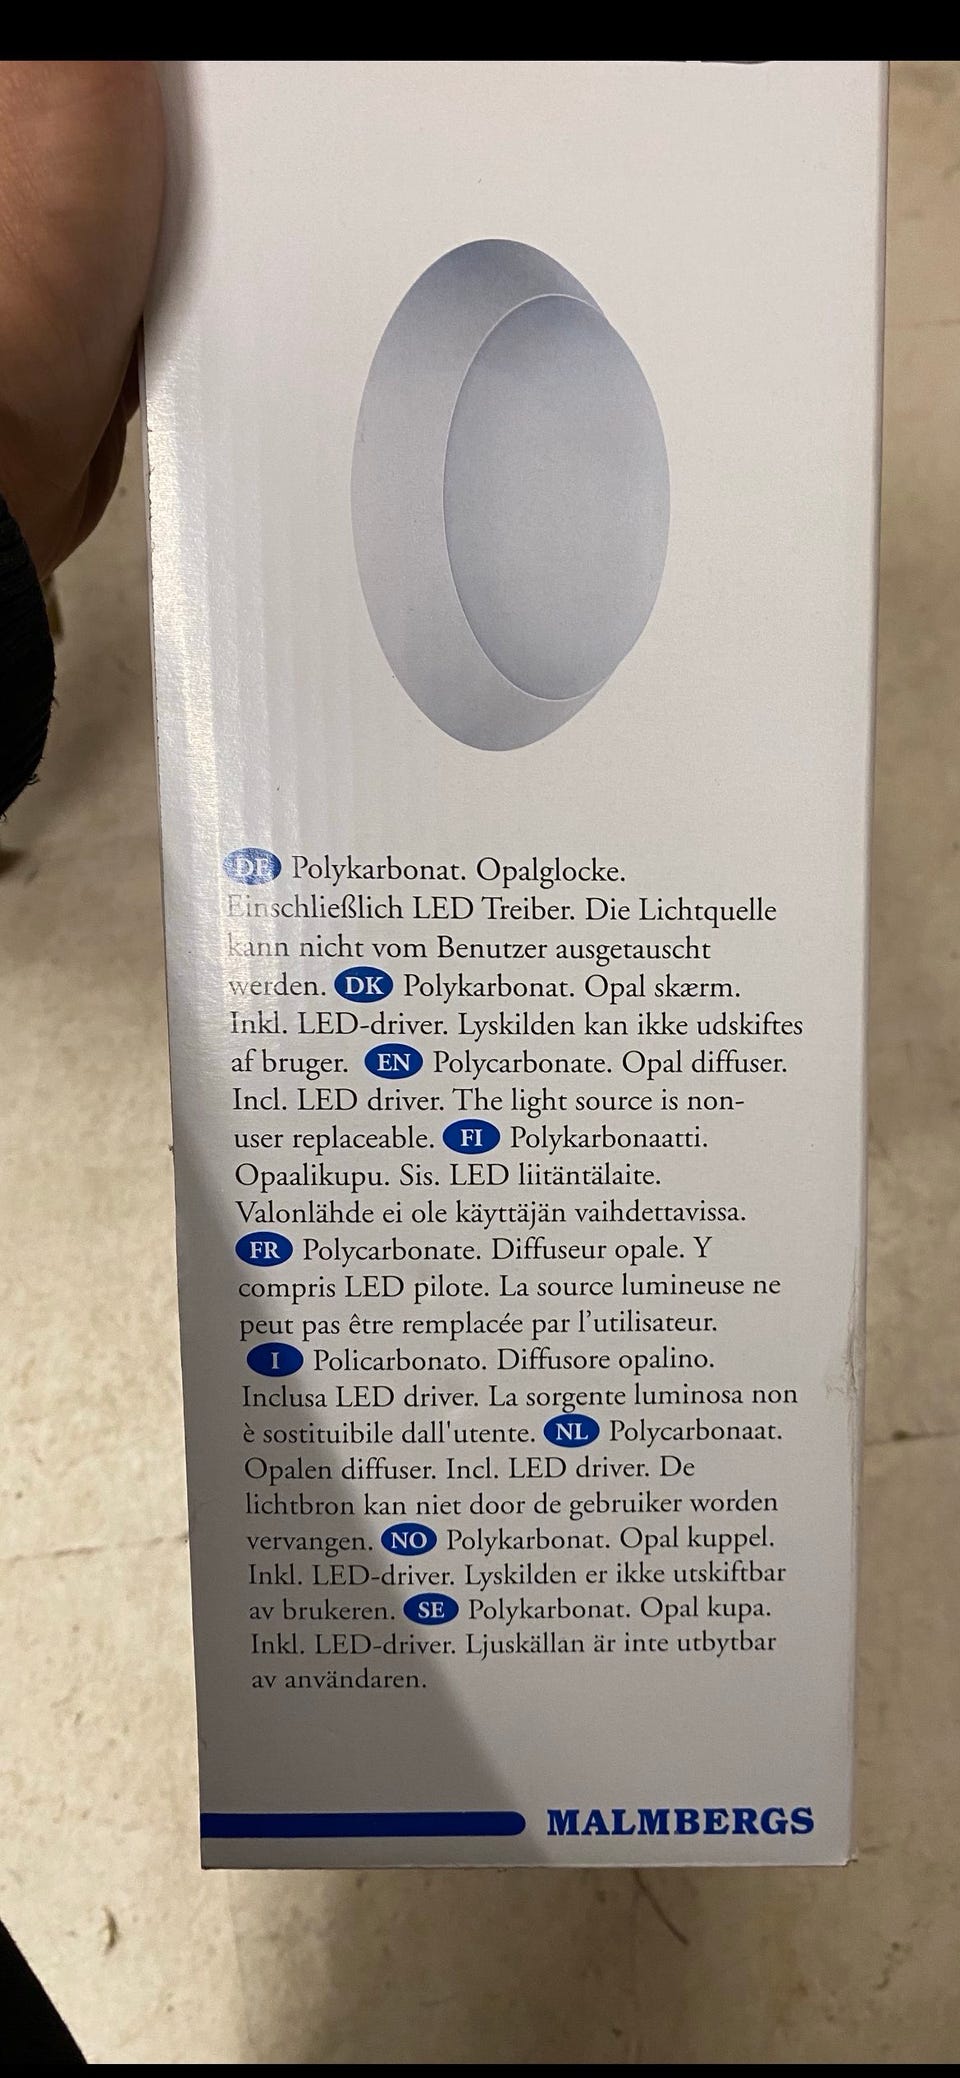 DE Polykarbonat. Opalglocke.
Einschließlich LED Treiber. Die Lichtquelle
kann nicht vom Benutzer ausgetauscht
werden. DK Polykarbonat. Opal skærm.
Inkl. LED-driver. Lyskilden kan ikke udskiftes
af bruger. EN Polycarbonate. Opal diffuser.
Incl. LED driver. The light source is non-
user replaceable. FI Polykarbonaatti.
Opaalikupu. Sis. LED liitäntälaite.
Valonlähde ei ole käyttäjän vaihdettavissa.
FR Polycarbonate. Diffuseur opale. Y
compris LED pilote. La source lumineuse ne
peut pas être remplacée par l'utilisateur.
I Policarbonato. Diffusore opalino.
Inclusa LED driver. La sorgente luminosa non
è sostituibile dall'utente. NL Polycarbonaat.
Opalen diffuser. Incl. LED driver. De
lichtbron kan niet door de gebruiker worden
vervangen. NO Polykarbonat. Opal kuppel.
Inkl. LED-driver. Lyskilden er ikke utskiftbar
av brukeren. SE Polykarbonat. Opal kupa.
Inkl. LED-driver. Ljuskällan är inte utbytbar
av användaren.
MALMBERGS